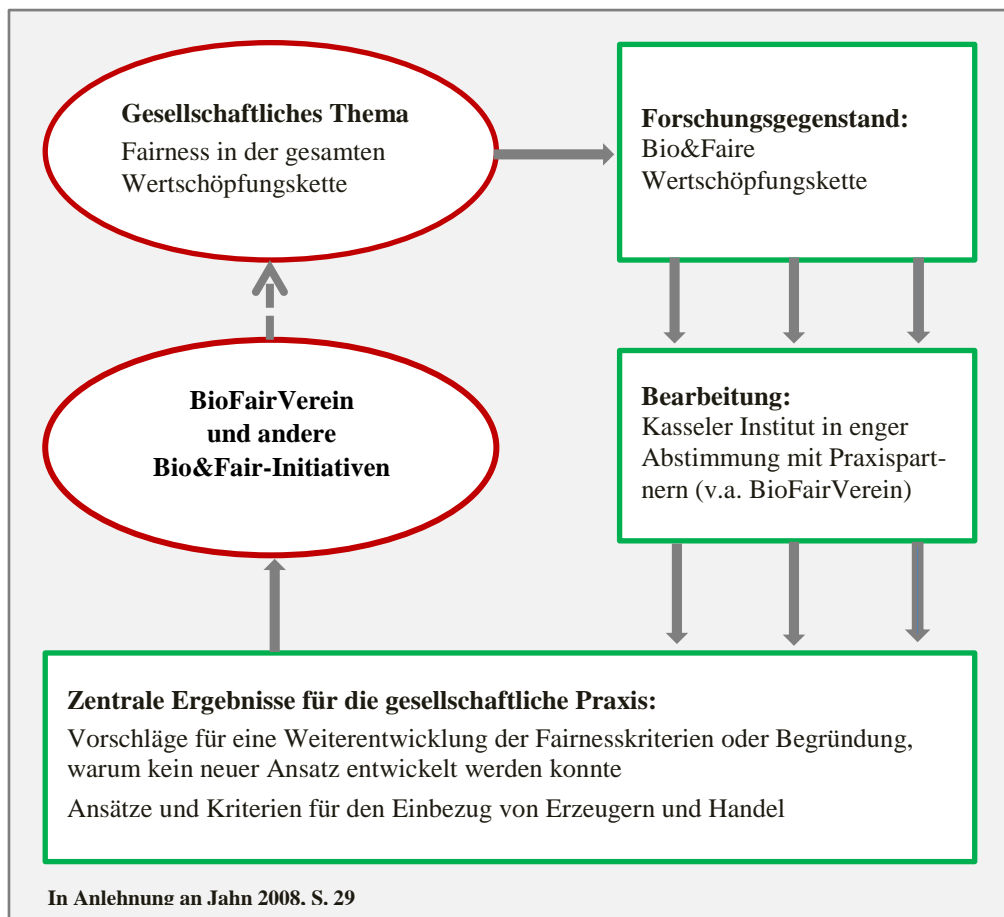 Gesellschaftliches Thema
Fairness in der gesamten
Wertschöpfungskette
Forschungsgegenstand:
Bio&Faire
Wertschöpfungskette
BioFairVerein
und andere
Bio&Fair-Initiativen
Bearbeitung:
Kasseler Institut in enger
Abstimmung mit Praxispart-
nern (v.a. BioFairVerein)
Zentrale Ergebnisse für die gesellschaftliche Praxis:
Vorschläge für eine Weiterentwicklung der Fairnesskriterien oder Begründung,
warum kein neuer Ansatz entwickelt werden konnte
Ansätze und Kriterien für den Einbezug von Erzeugern und Handel
In Anlehnung an Jahn 2008, S. 29